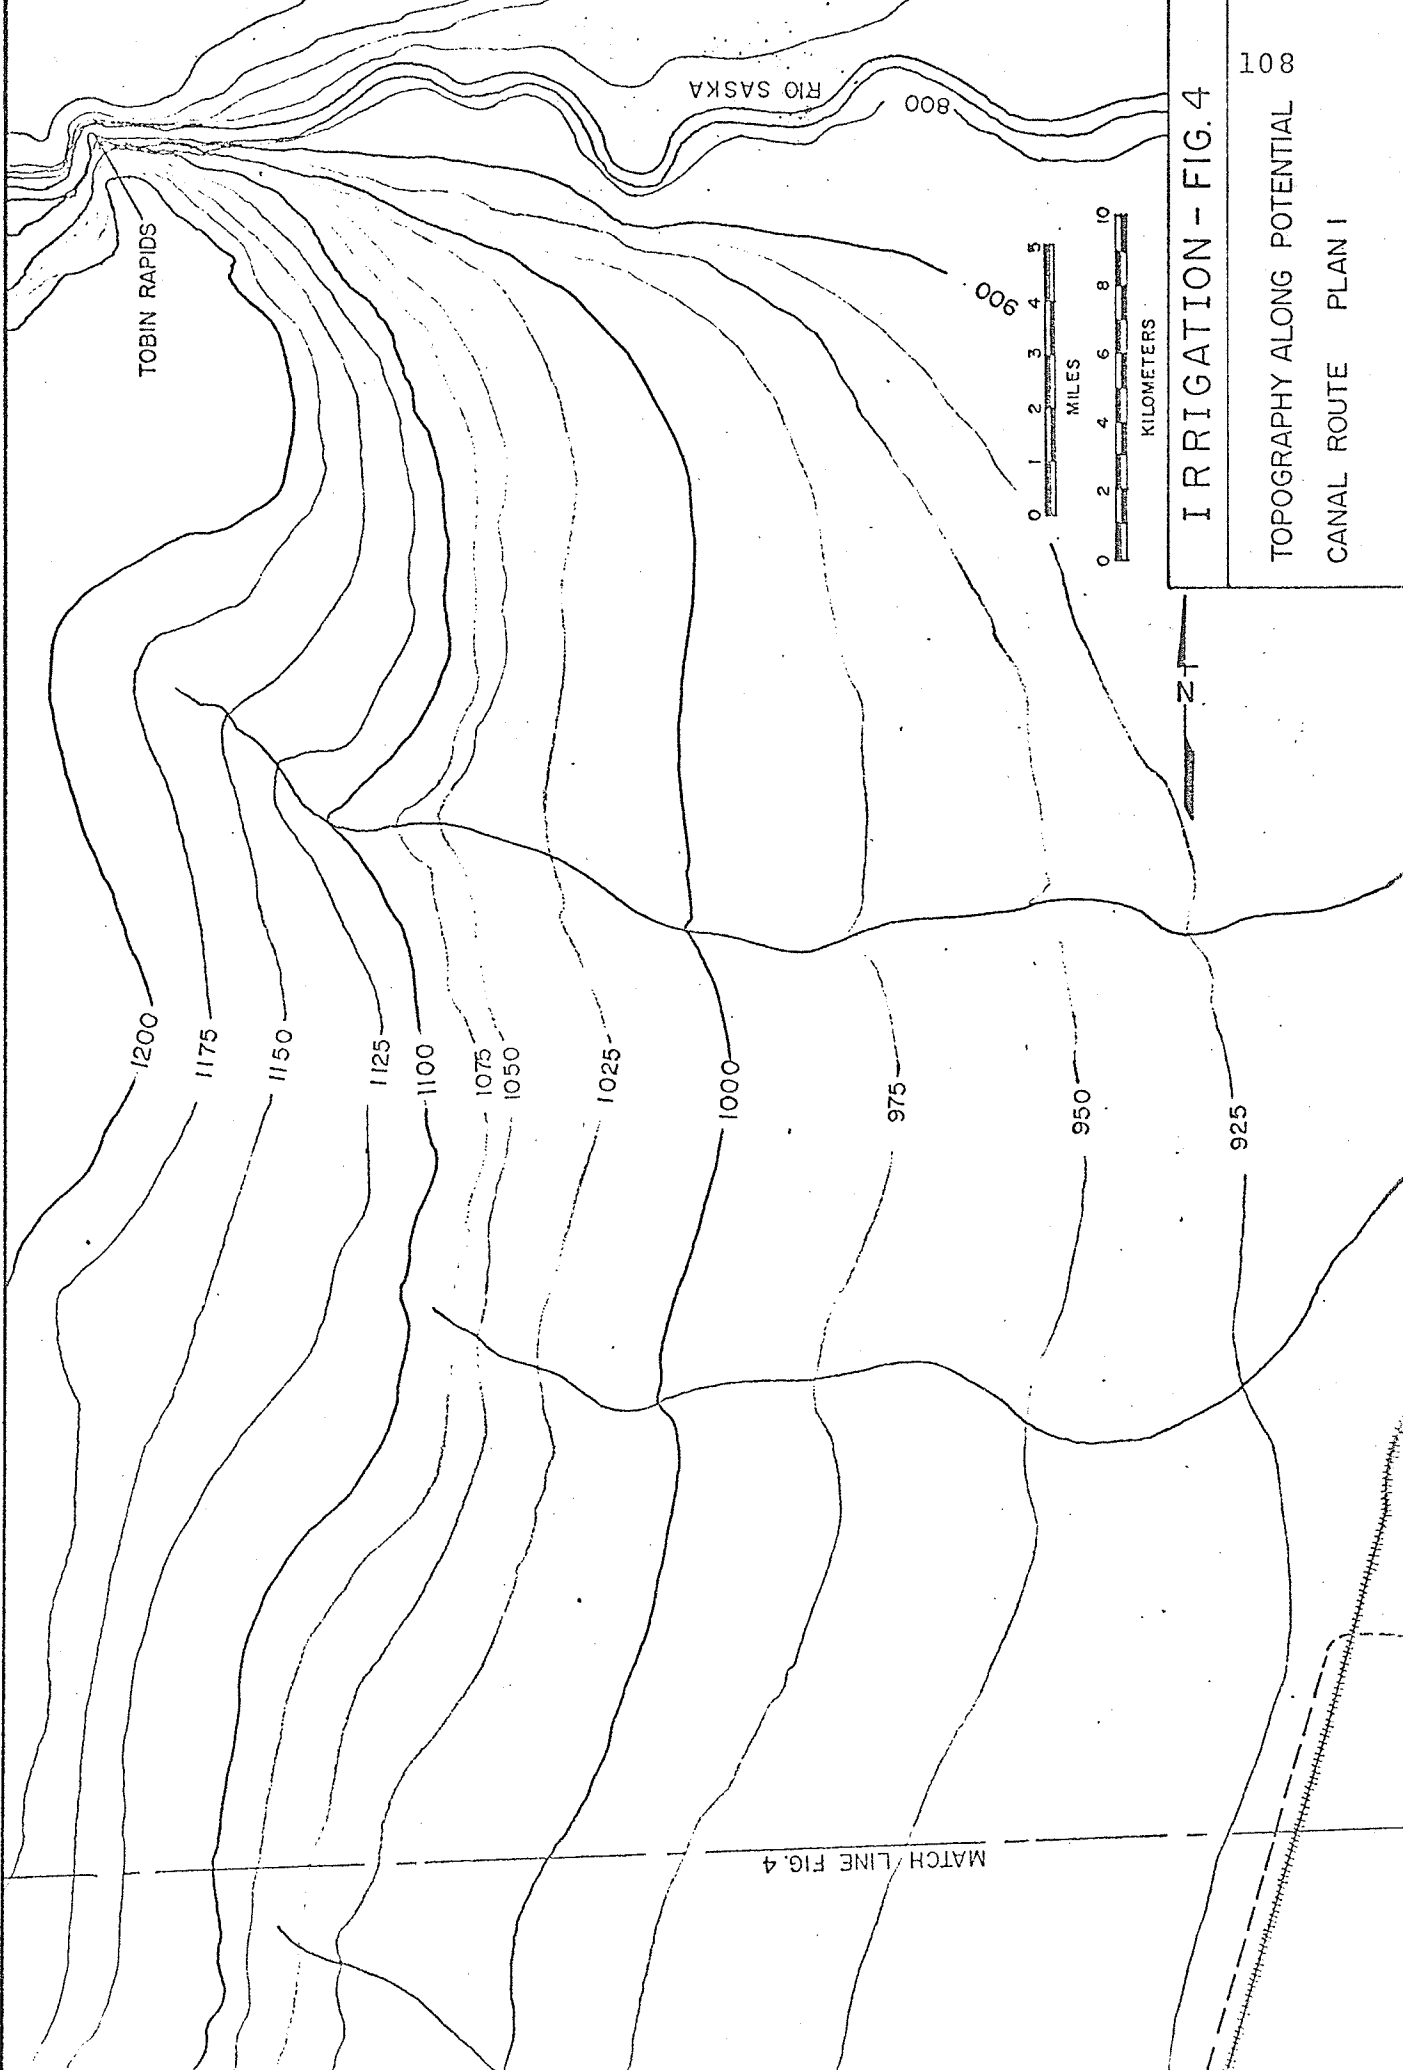 IRRIGATION - FIG. 4
TOPOGRAPHY ALONG POTENTIAL
CANAL ROUTE PLAN I
108
TOBIN RAPIDS
RIO SASKA
800
900
0 1 2 3 4 5
MILES
0 2 4 6 8 10
KILOMETERS
N
1200
1175
1150
1125
1100
1075
1050
1025
1000
975
950
925
MATCH LINE FIG. 4